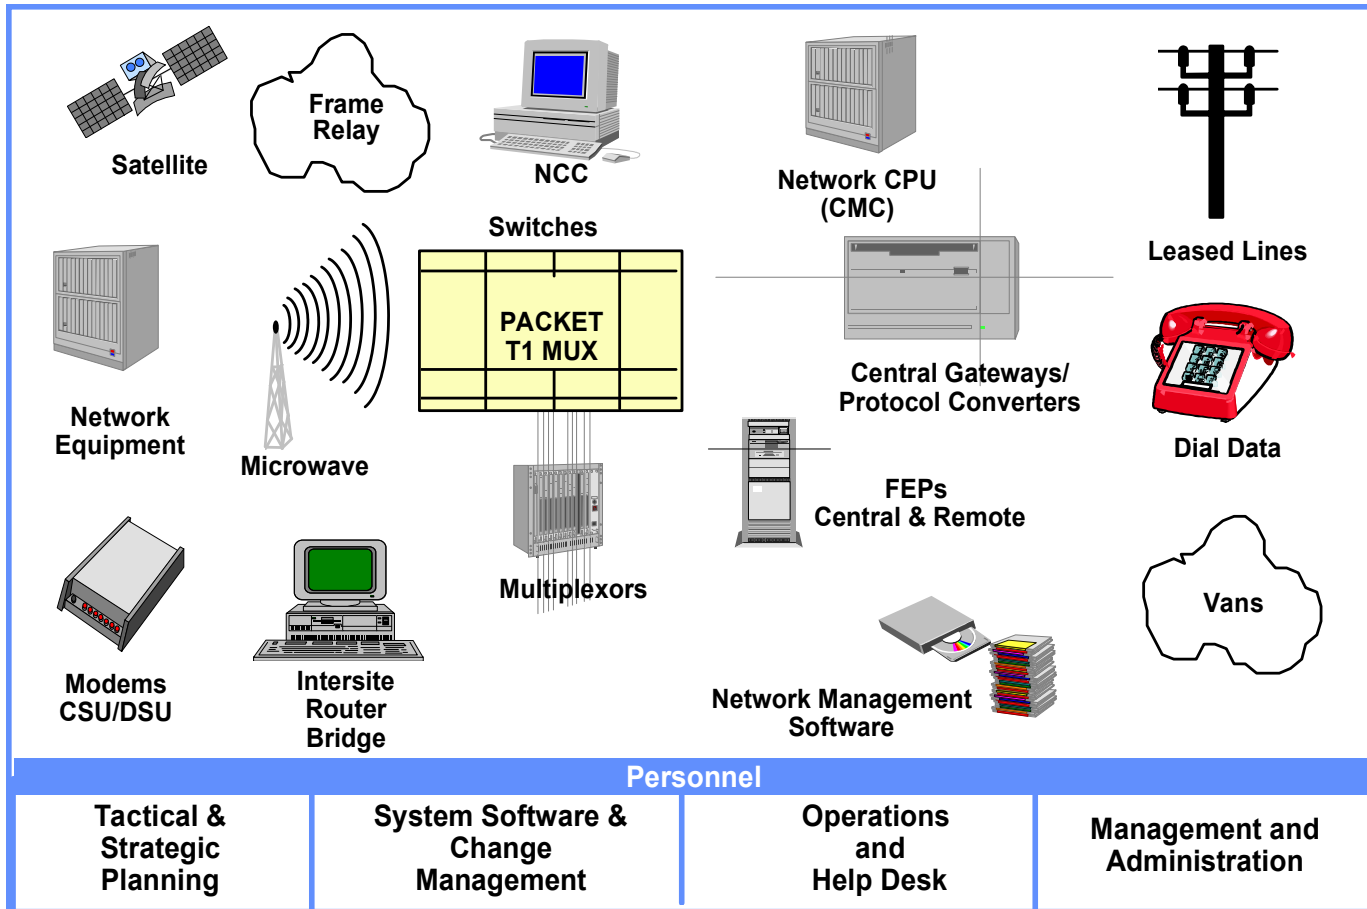 Satellite
Frame
Relay
NCC
Network CPU
(CMC)
Leased Lines
Switches
PACKET
T1 MUX
Network
Equipment
Microwave
Central Gateways/
Protocol Converters
Dial Data
Multiplexors
FEPs
Central & Remote
Vans
Modems
CSU/DSU
Intersite
Router
Bridge
Network Management
Software
Personnel
Tactical &
Strategic
Planning
System Software &
Change
Management
Operations
and
Help Desk
Management and
Administration